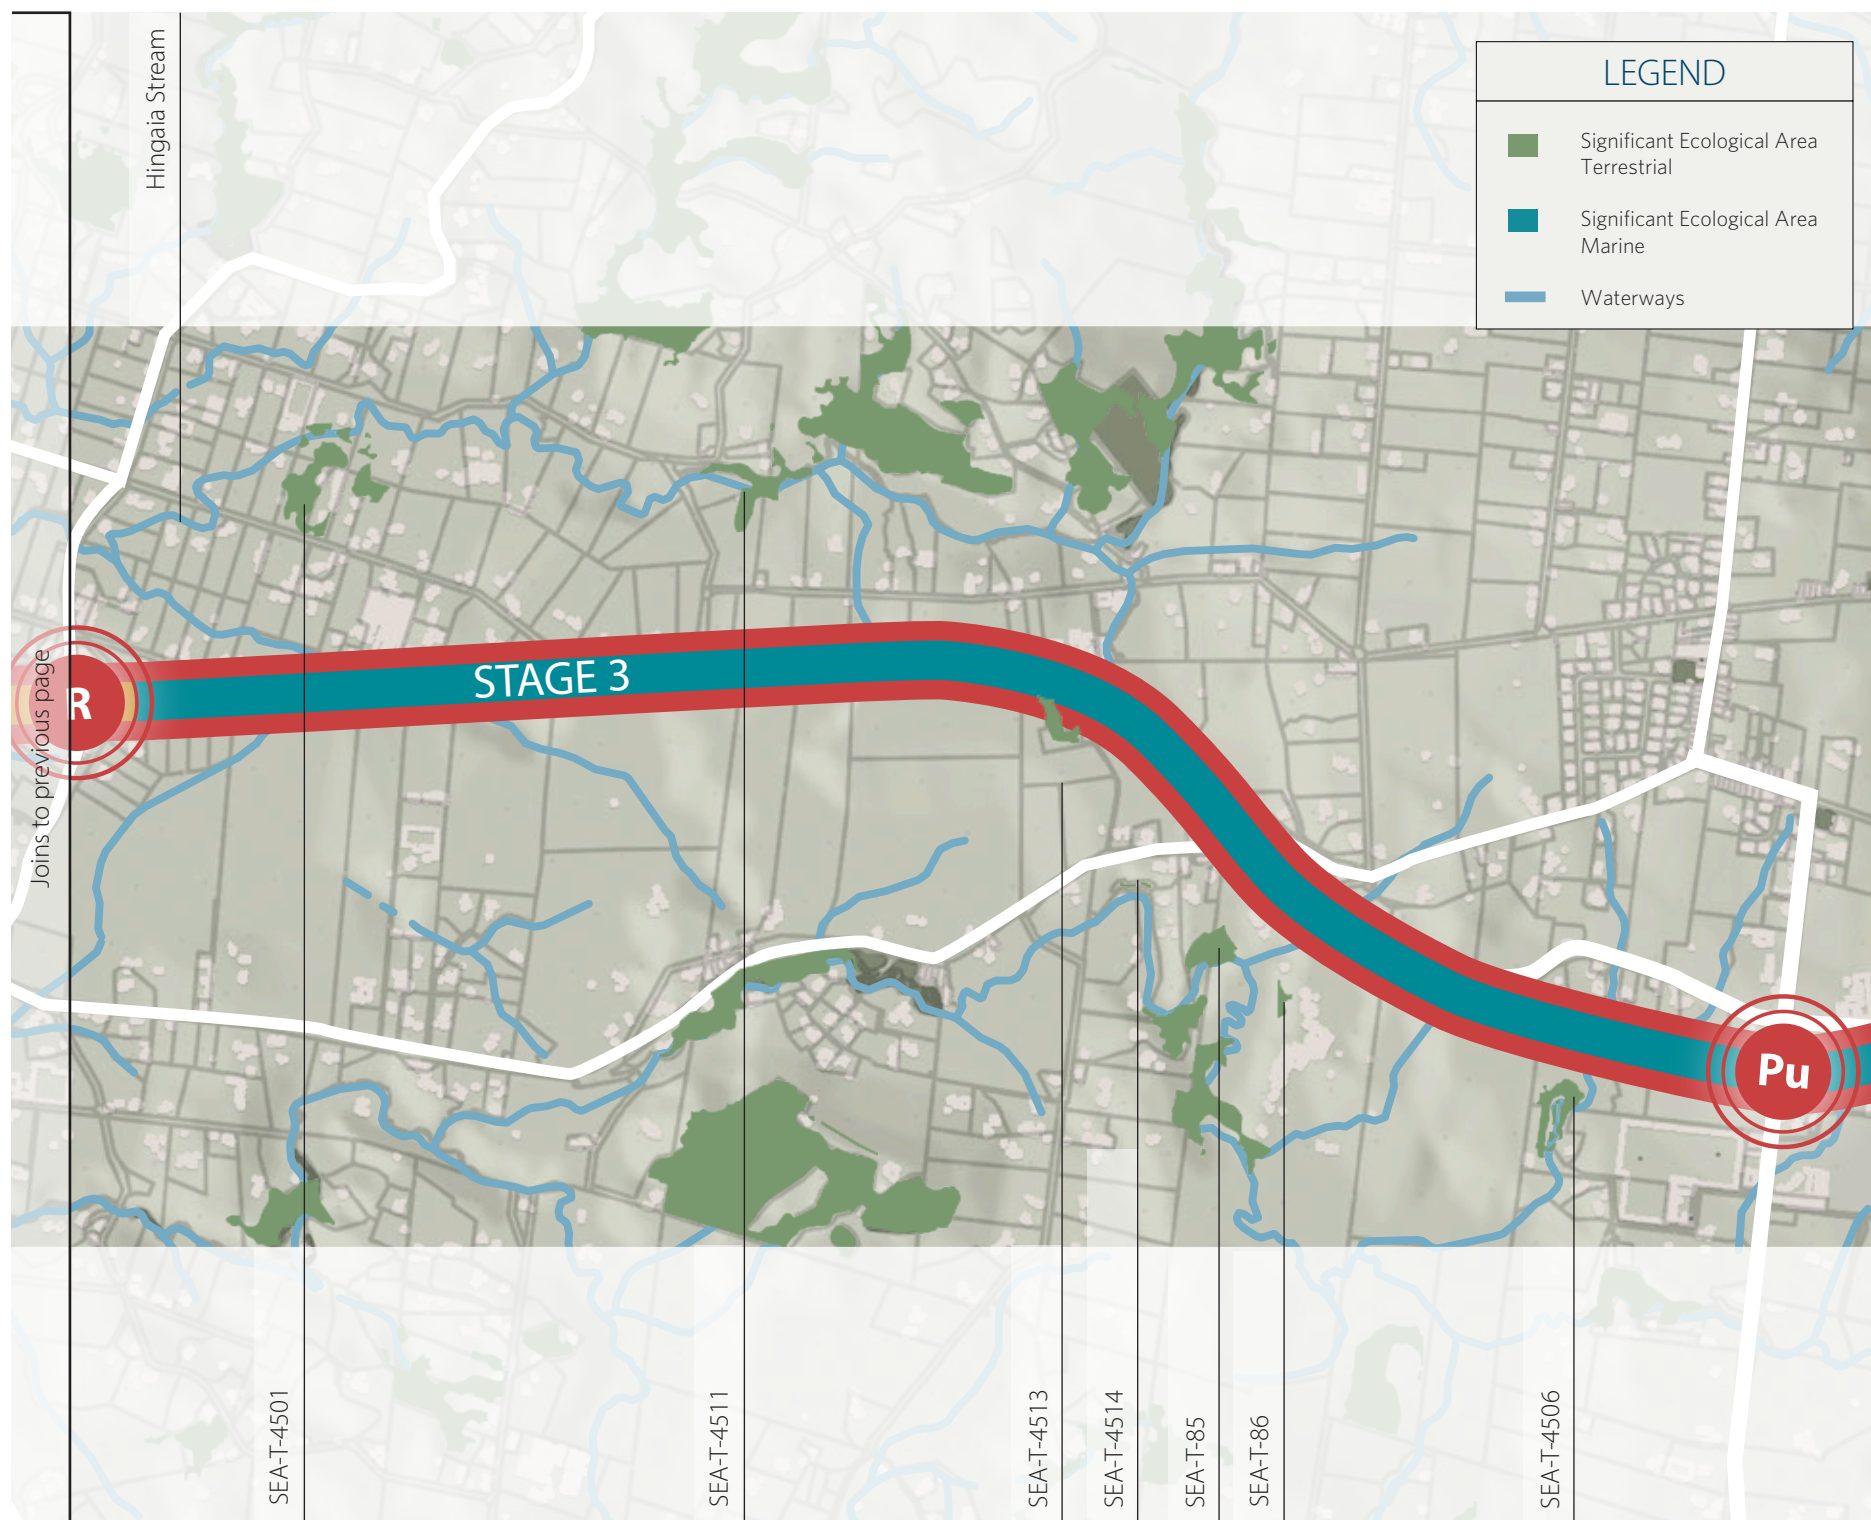 Hingaia Stream
LEGEND
Significant Ecological Area
Terrestrial
Significant Ecological Area
Marine
Waterways
STAGE 3
R
Joins to previous page
Pu
SEA-T-4501
SEA-T-4511
SEA-T-4513
SEA-T-4514
SEA-T-85
SEA-T-86
SEA-T-4506